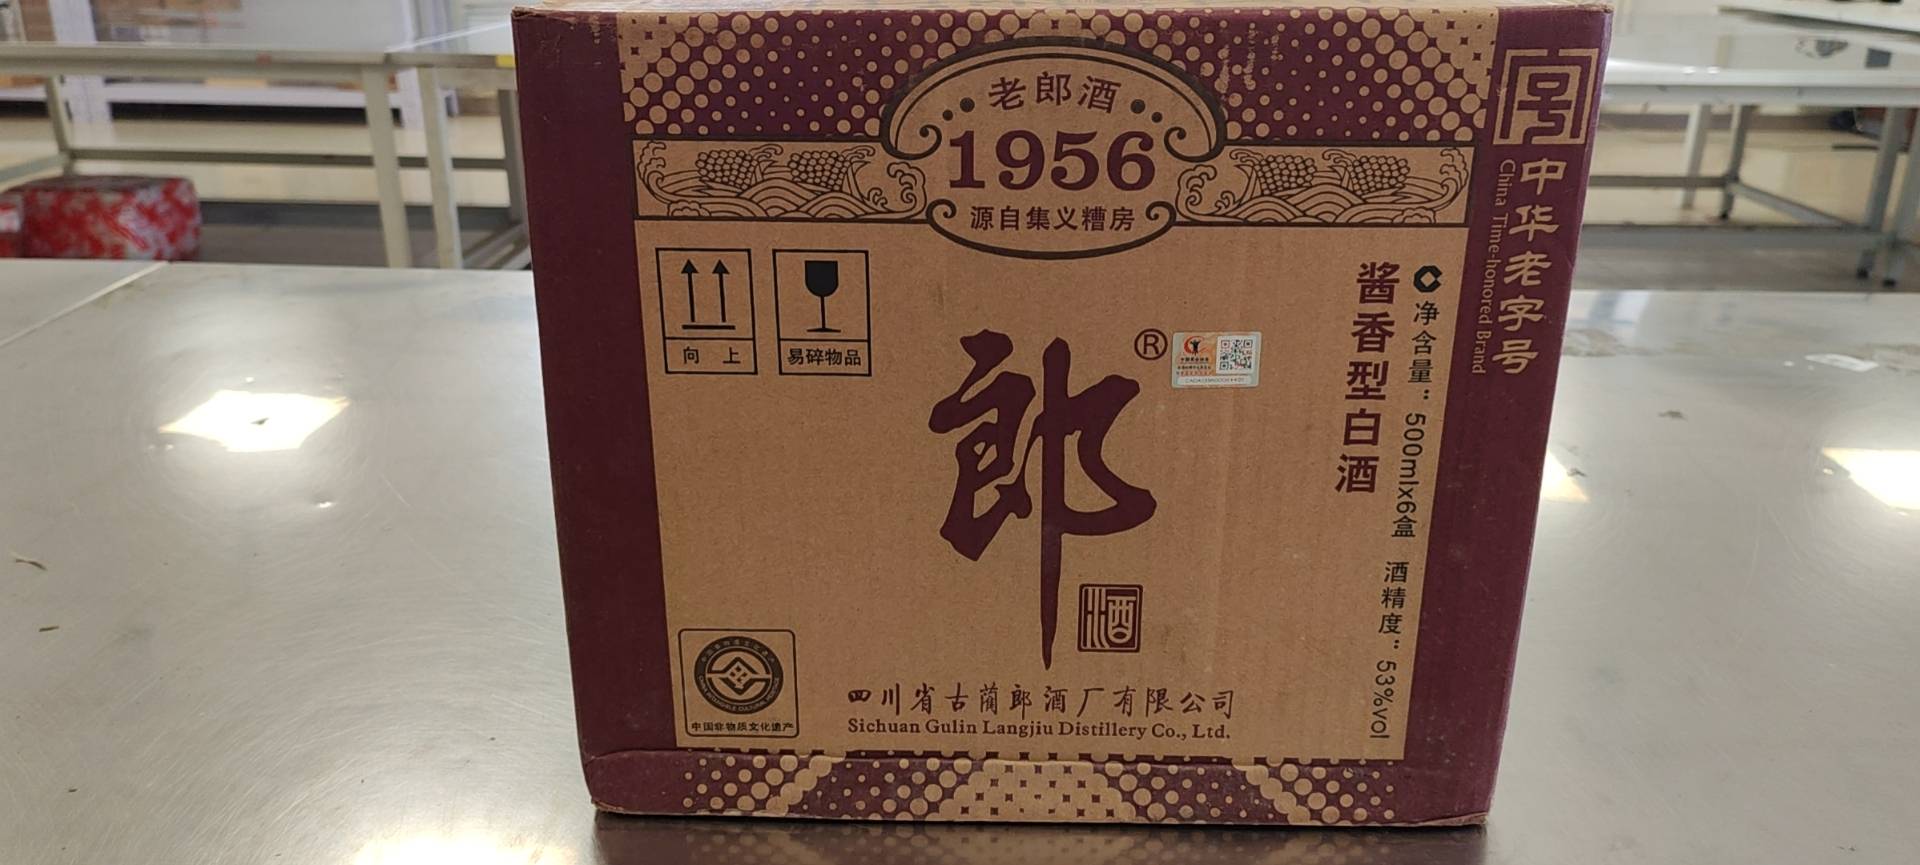 老郎酒
1956
源自集义糟房
向上
易碎物品
郎®
酒
酱香型白酒
净含量：500mlx6盒 酒精度：53%vol
中华老字号
China Time-honored Brand
中国非物质文化遗产
四川省古蔺郎酒厂有限公司
Sichuan Gulin Langjiu Distillery Co., Ltd.